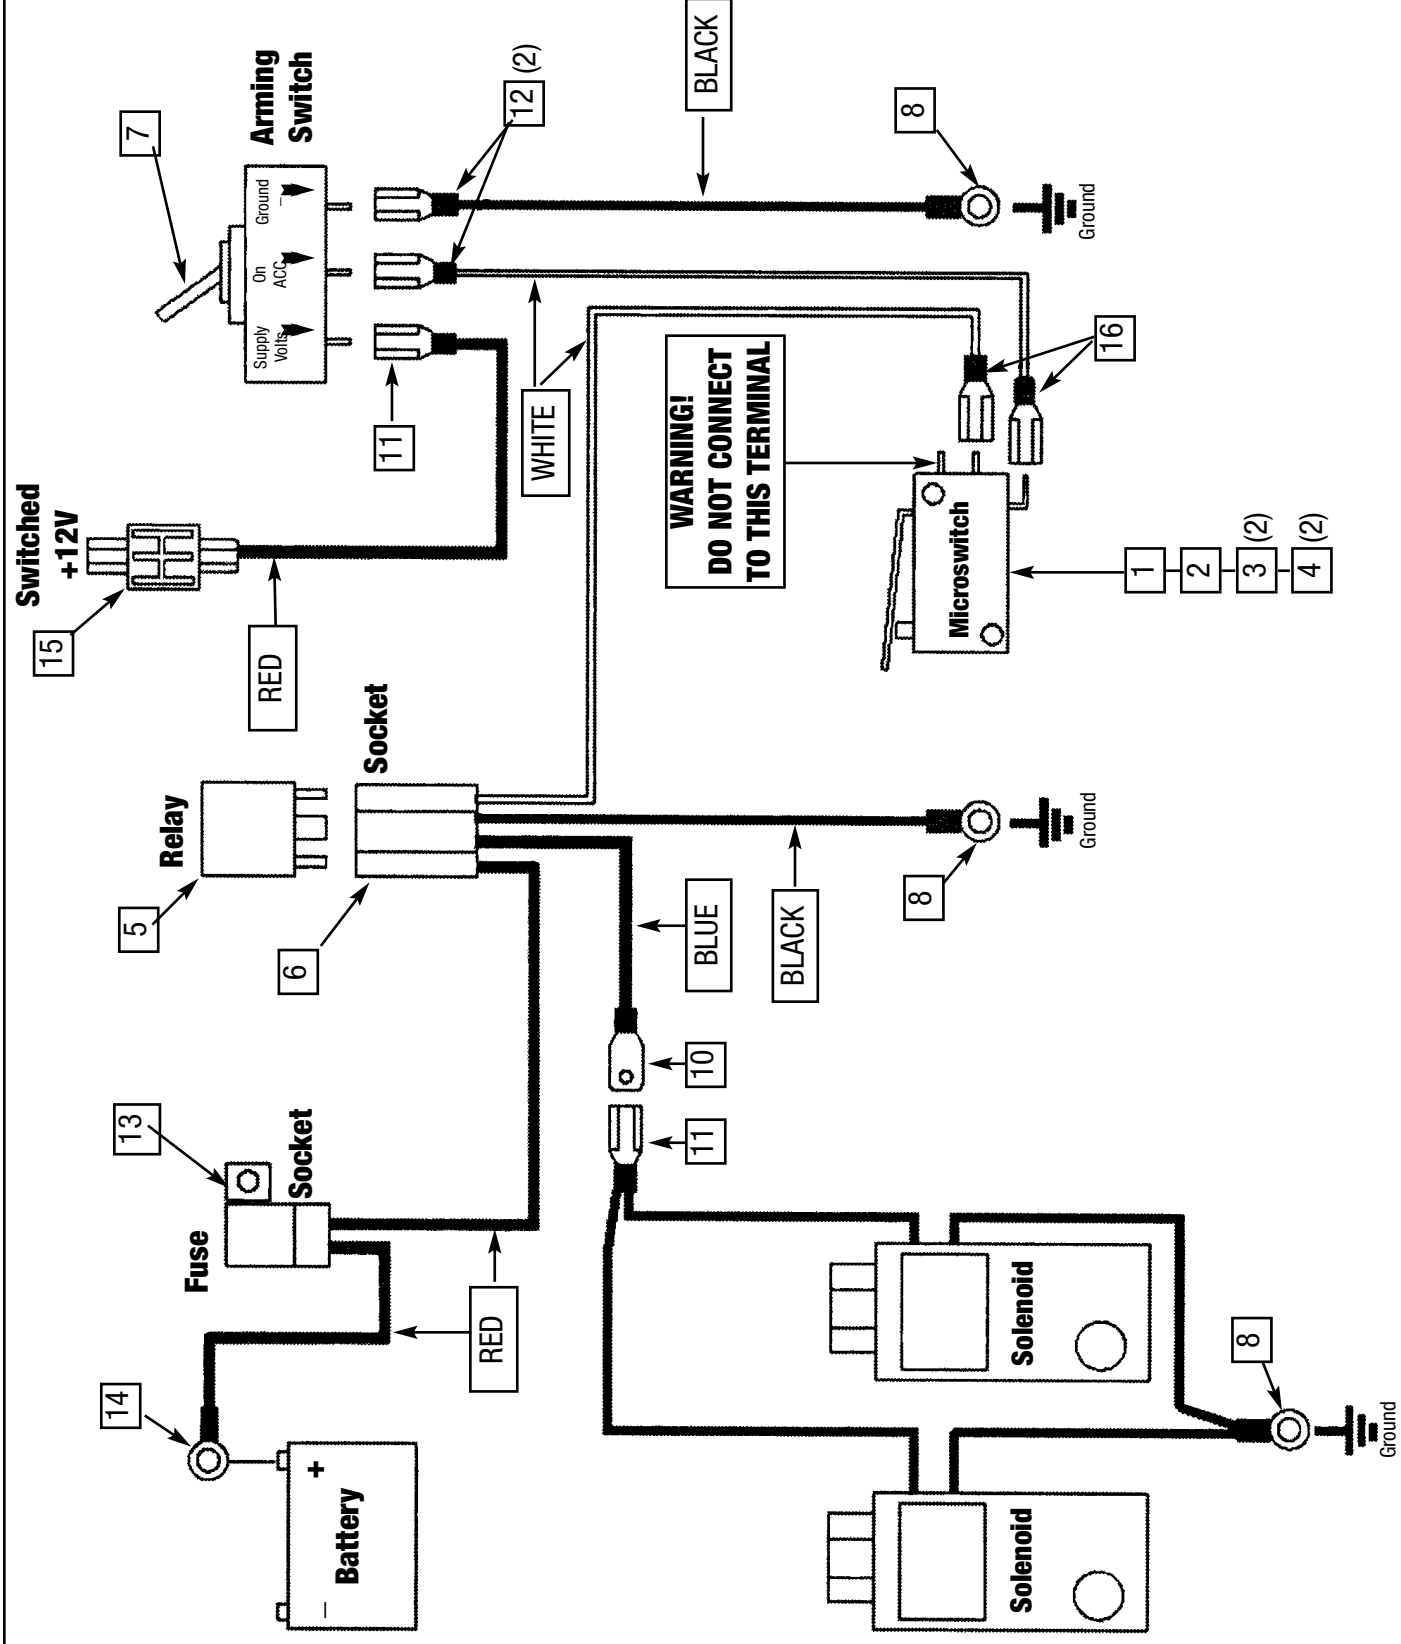 Switched
+12V
15
RED
7
Arming
Switch
Supply
Volts
On
ACC
Ground
11
12 (2)
WHITE
BLACK
8
Ground
WARNING!
DO NOT CONNECT
TO THIS TERMINAL
16
Microswitch
1
2
3 (2)
4 (2)
Relay
5
Socket
6
BLUE
BLACK
8
Ground
13
Fuse
Socket
14
RED
Battery
+
–
10
11
Solenoid
Solenoid
8
Ground